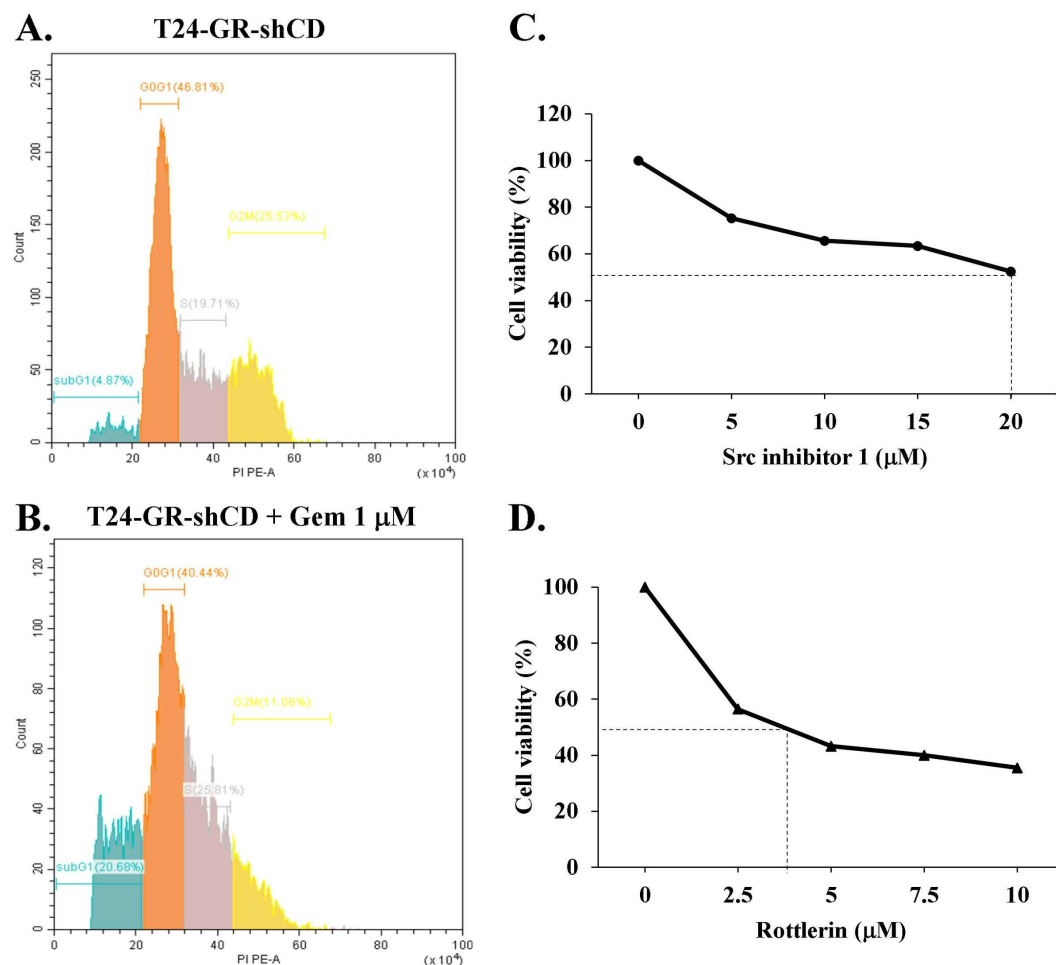 A.
T24-GR-shCD
250
200
150
100
50
0
Count
G0G1(46.81%)
G2M(25.53%)
S(19.71%)
subG1(4.87%)
0 20 40 60 80 100
PI PE-A
(x 10⁴)
B.
T24-GR-shCD + Gem 1 μM
120
100
80
60
40
20
0
Count
G0G1(40.44%)
G2M(11.06%)
S(25.81%)
subG1(20.68%)
0 20 40 60 80 100
PI PE-A
(x 10⁴)
C.
120
100
80
60
40
20
0
Cell viability (%)
0 5 10 15 20
Src inhibitor 1 (μM)
D.
100
80
60
40
20
0
Cell viability (%)
0 2.5 5 7.5 10
Rottlerin (μM)